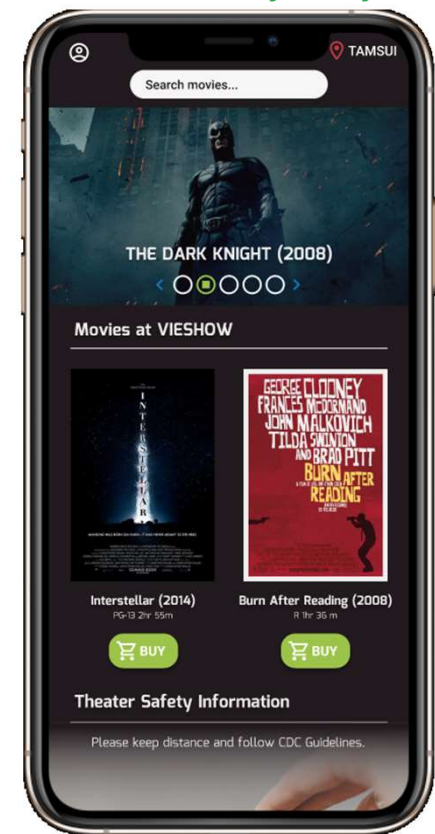 TAMSUI
Search movies...
THE DARK KNIGHT (2008)
Movies at VIESHOW
INTERSTELLAR
GEORGE CLOONEY
FRANCES McDORMAND
JOHN MALKOVICH
TILDA SWINTON
AND BRAD PITT
BURN AFTER
READING
Interstellar (2014)
PG-13 2hr 55m
BUY
Burn After Reading (2008)
R 1hr 36 m
BUY
Theater Safety Information
Please keep distance and follow CDC Guidelines.